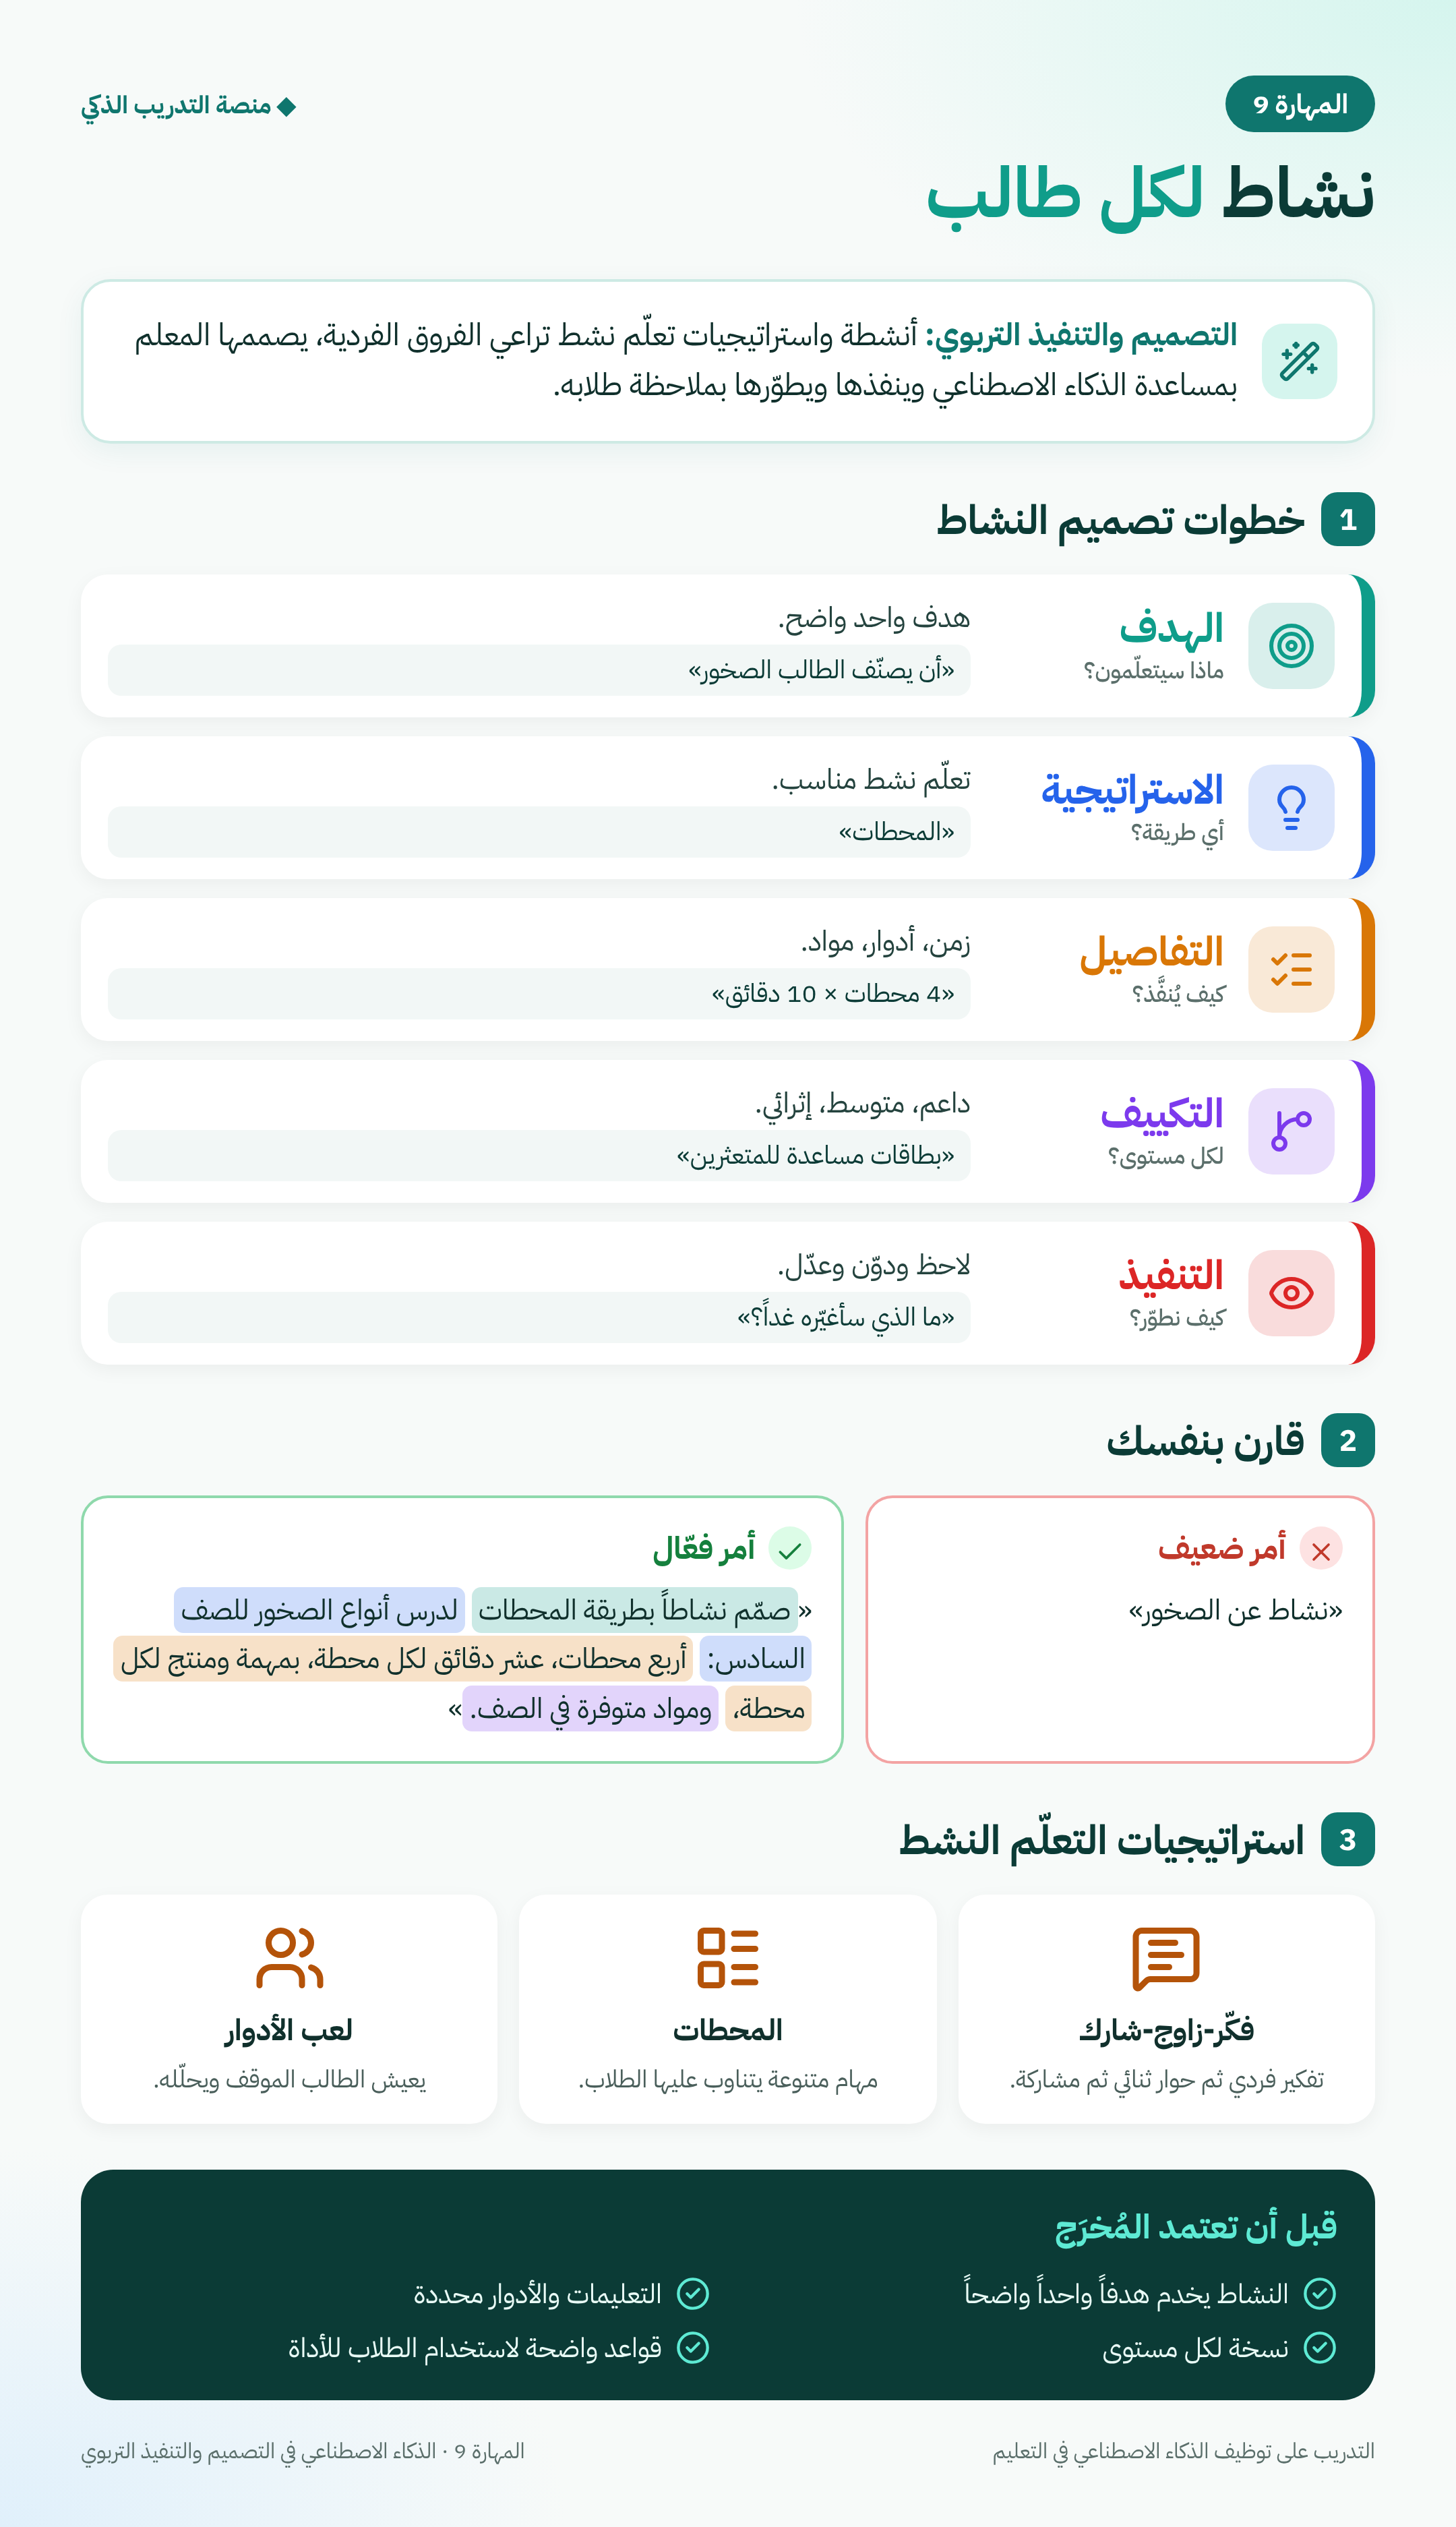 المهارة 9
◆ منصة التدريب الذكي
نشاط لكل طالب
التصميم والتنفيذ التربوي: أنشطة واستراتيجيات تعلّم نشط تراعي الفروق الفردية، يصممها المعلم
بمساعدة الذكاء الاصطناعي وينفذها ويطوّرها بملاحظة طلابه.
1 خطوات تصميم النشاط
الهدف
ماذا سيتعلّمون؟
هدف واحد واضح.
«أن يصنّف الطالب الصخور»
الاستراتيجية
أي طريقة؟
تعلّم نشط مناسب.
«المحطات»
التفاصيل
كيف يُنفَّذ؟
زمن، أدوار، مواد.
«4 محطات × 10 دقائق»
التكييف
لكل مستوى؟
داعم، متوسط، إثرائي.
«بطاقات مساعدة للمتعثرين»
التنفيذ
كيف نطوّر؟
لاحظ ودوّن وعدّل.
«ما الذي سأغيّره غداً؟»
2 قارن بنفسك
أمر ضعيف
«نشاط عن الصخور»
أمر فعّال
«صمّم نشاطاً بطريقة المحطات لدرس أنواع الصخور للصف
السادس: أربع محطات، عشر دقائق لكل محطة، بمهمة ومنتج لكل
محطة، ومواد متوفرة في الصف.»
3 استراتيجيات التعلّم النشط
فكّر-زاوج-شارك
تفكير فردي ثم حوار ثنائي ثم مشاركة.
المحطات
مهام متنوعة يتناوب عليها الطلاب.
لعب الأدوار
يعيش الطالب الموقف ويحلّله.
قبل أن تعتمد المُخرَج
النشاط يخدم هدفاً واحداً واضحاً
التعليمات والأدوار محددة
نسخة لكل مستوى
قواعد واضحة لاستخدام الطلاب للأداة
التدريب على توظيف الذكاء الاصطناعي في التعليم
المهارة 9 · الذكاء الاصطناعي في التصميم والتنفيذ التربوي